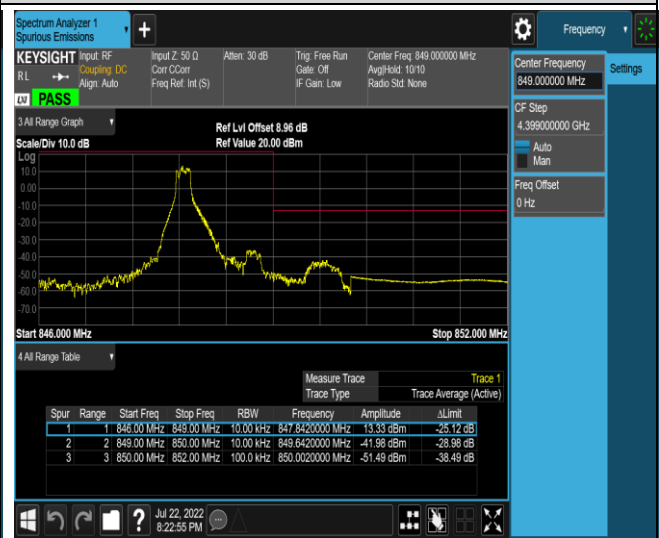 Spectrum Analyzer 1
Spurious Emissions
Frequency
KEYSIGHT
RL
Input: RF
Coupling: DC
Align: Auto
Input Z: 50 Ω
Corr CCorr
Freq Ref: Int (S)
Atten: 30 dB
Trig: Free Run
Gate: Off
IF Gain: Low
Center Freq: 849.000000 MHz
Avg|Hold: 10/10
Radio Std: None
LXI PASS
Center Frequency
849.000000 MHz
Settings
CF Step
4.399000000 GHz
Auto
Man
Freq Offset
0 Hz
3 All Range Graph
Scale/Div 10.0 dB
Ref Lvl Offset 8.96 dB
Ref Value 20.00 dBm
Log
10.0
0.00
-10.0
-20.0
-30.0
-40.0
-50.0
-60.0
-70.0
Start 846.000 MHz
Stop 852.000 MHz
4 All Range Table
Measure Trace Trace 1
Trace Type Trace Average (Active)
Spur Range Start Freq Stop Freq RBW Frequency Amplitude ΔLimit
1 1 846.00 MHz 849.00 MHz 10.00 kHz 847.8420000 MHz 13.33 dBm -25.12 dB
2 2 849.00 MHz 850.00 MHz 10.00 kHz 849.6420000 MHz -41.98 dBm -28.98 dB
3 3 850.00 MHz 852.00 MHz 100.0 kHz 850.0020000 MHz -51.49 dBm -38.49 dB
?
Jul 22, 2022
8:22:55 PM